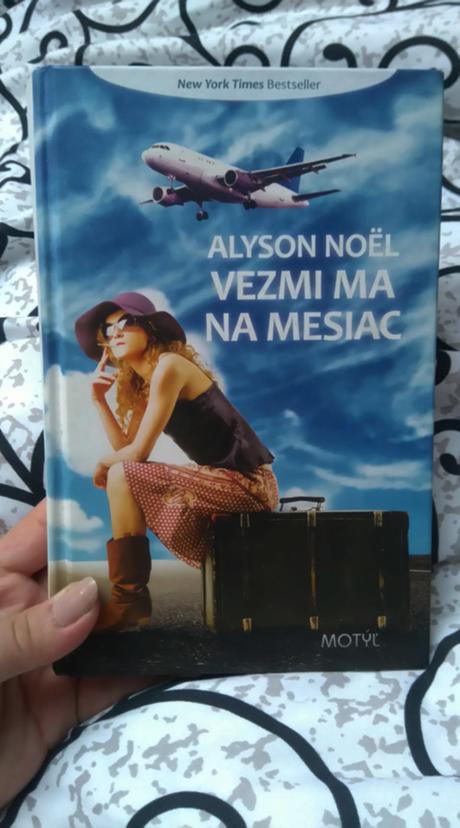 New York Times Bestseller
ALYSON NOËL
VEZMI MA
NA MESIAC
MOTÝĽ